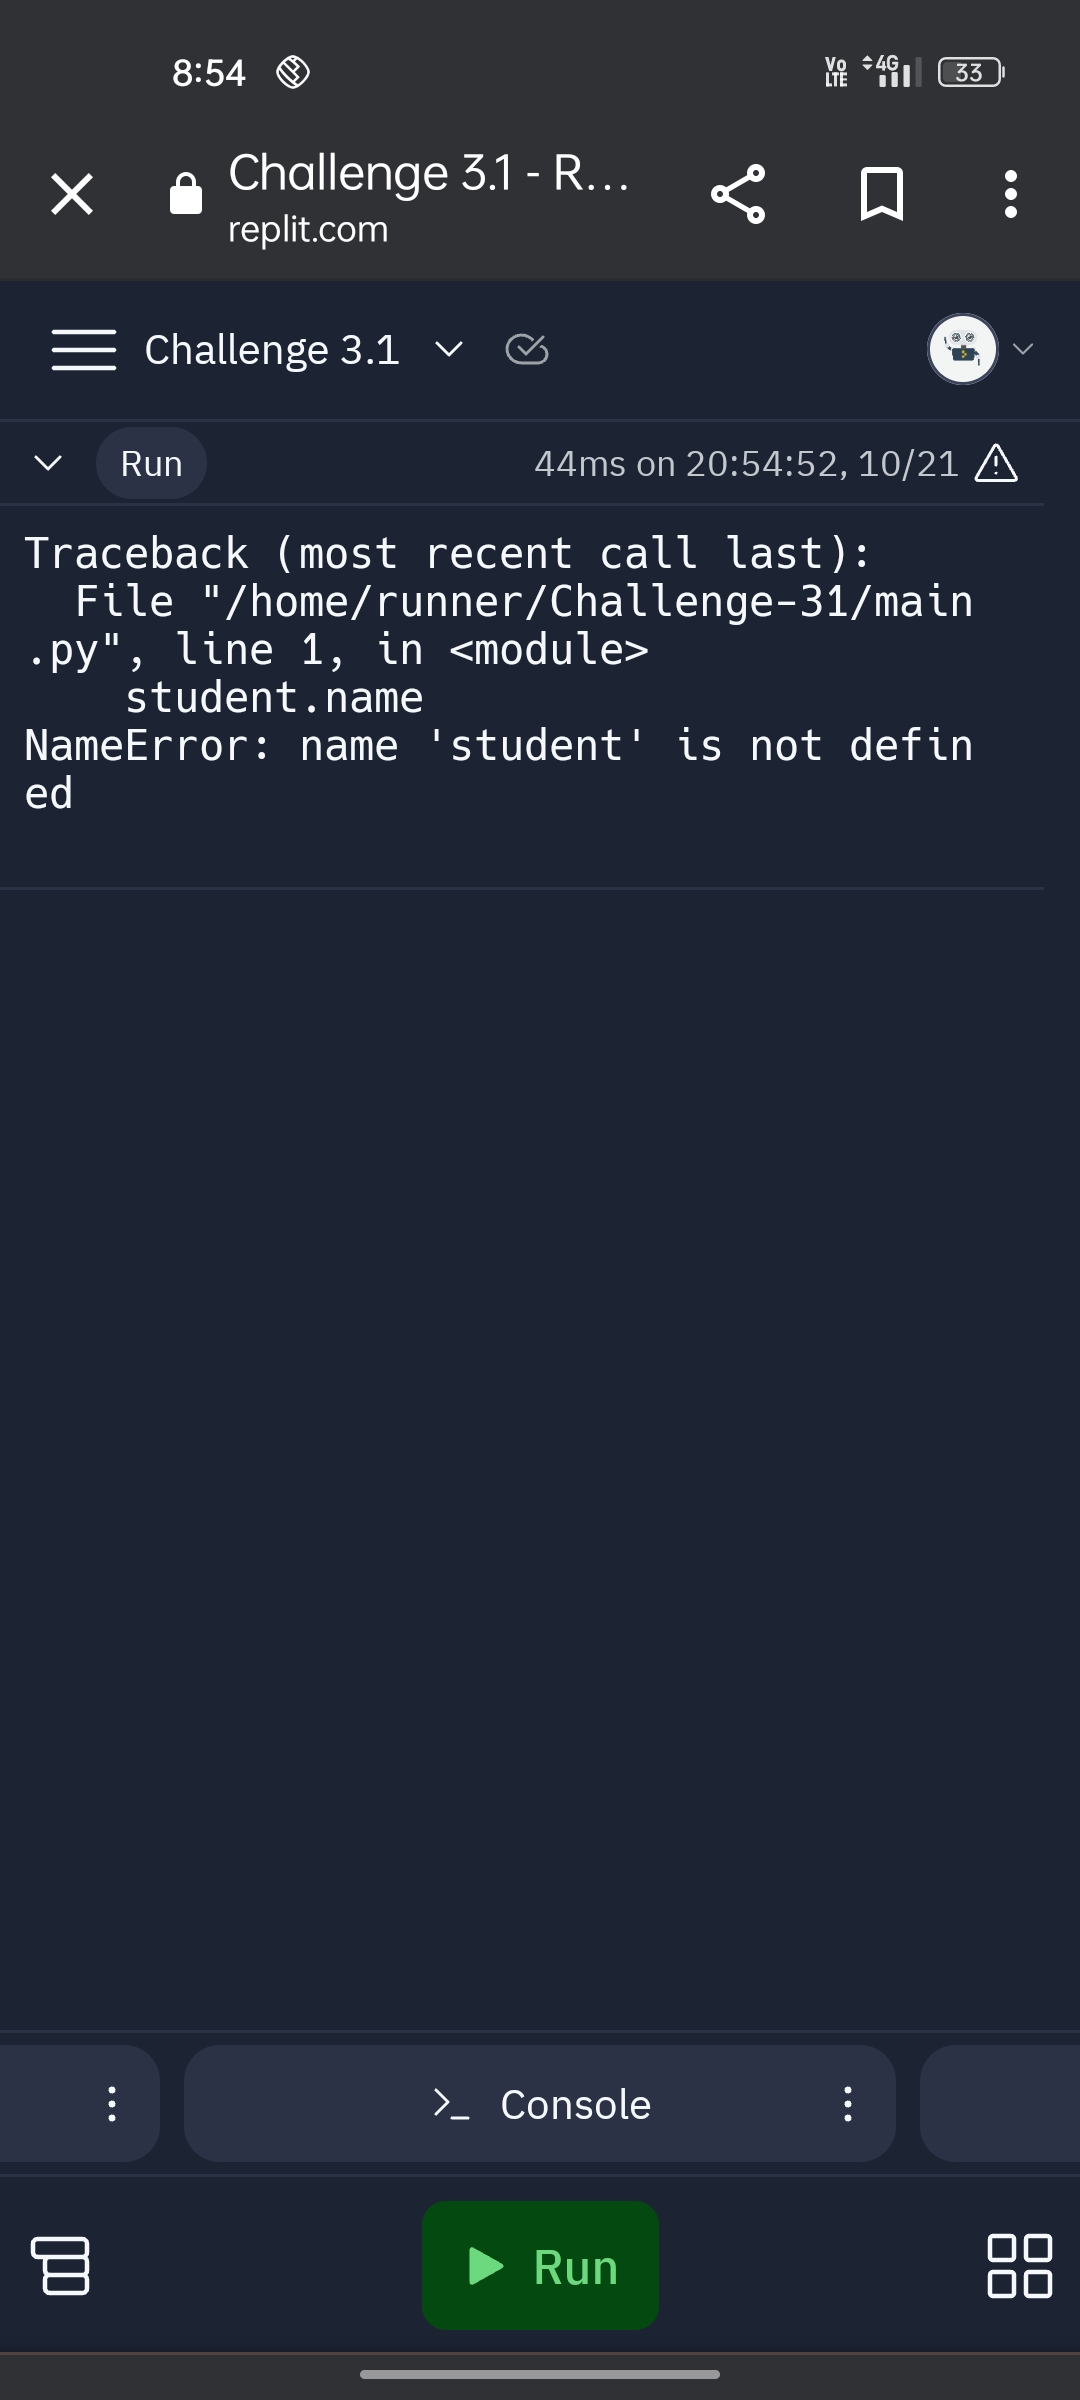 8:54
Vo LTE 4G 33
Challenge 3.1 - R...
replit.com
Challenge 3.1
Run 44ms on 20:54:52, 10/21
Traceback (most recent call last):
  File "/home/runner/Challenge-31/main
.py", line 1, in <module>
    student.name
NameError: name 'student' is not defin
ed
Console
Run